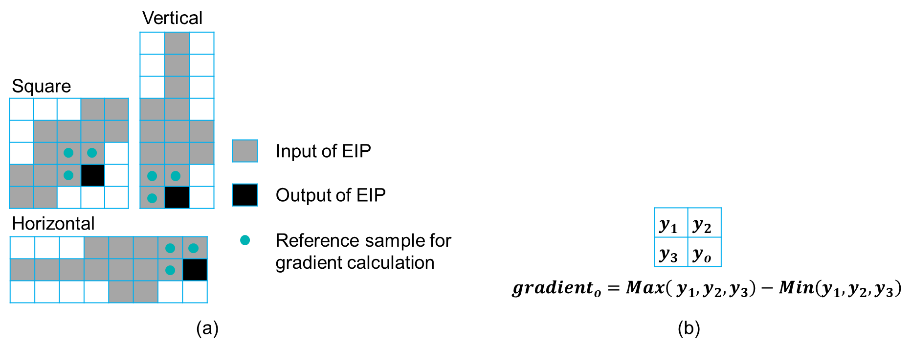 Vertical
Square
Input of EIP
Output of EIP
Horizontal
Reference sample for
gradient calculation
(a)
y₁ y₂
y₃ yₒ
gradientₒ = Max( y₁, y₂, y₃) − Min(y₁, y₂, y₃)
(b)